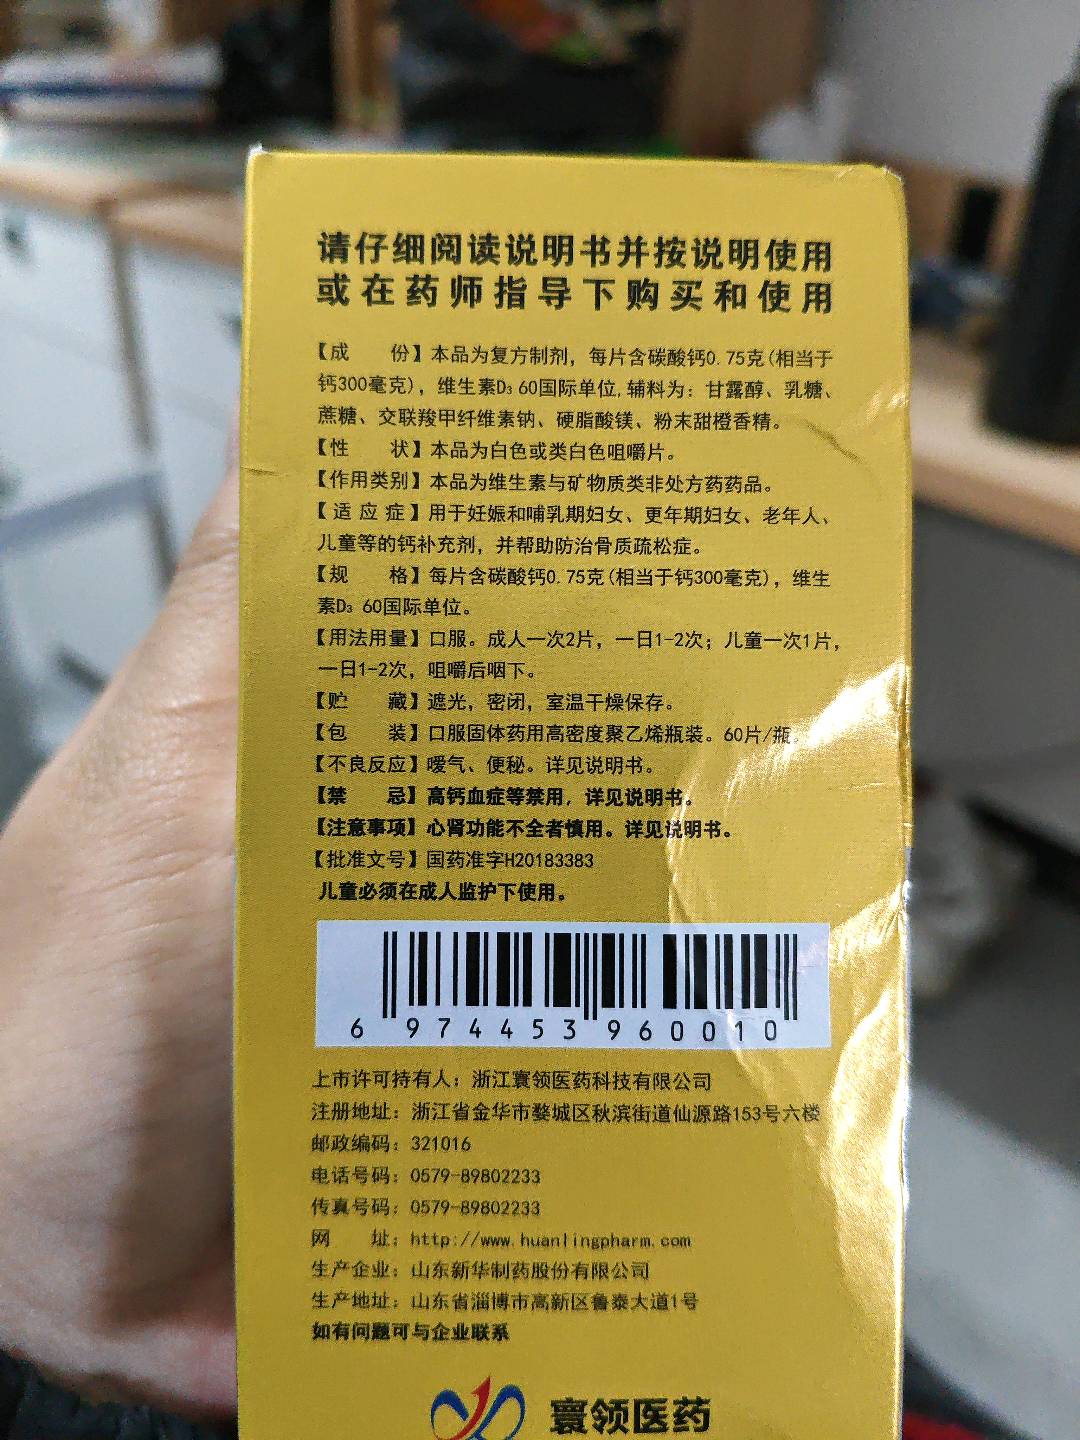 请仔细阅读说明书并按说明使用
或在药师指导下购买和使用
【成　　份】本品为复方制剂，每片含碳酸钙0.75克(相当于
钙300毫克)，维生素D₃ 60国际单位,辅料为：甘露醇、乳糖、
蔗糖、交联羧甲纤维素钠、硬脂酸镁、粉末甜橙香精。
【性　　状】本品为白色或类白色咀嚼片。
【作用类别】本品为维生素与矿物质类非处方药药品。
【适 应 症】用于妊娠和哺乳期妇女、更年期妇女、老年人、
儿童等的钙补充剂，并帮助防治骨质疏松症。
【规　　格】每片含碳酸钙0.75克(相当于钙300毫克)，维生
素D₃ 60国际单位。
【用法用量】口服。成人一次2片，一日1-2次；儿童一次1片，
一日1-2次，咀嚼后咽下。
【贮　　藏】遮光，密闭，室温干燥保存。
【包　　装】口服固体药用高密度聚乙烯瓶装。60片/瓶。
【不良反应】嗳气、便秘。详见说明书。
【禁　　忌】高钙血症等禁用，详见说明书。
【注意事项】心肾功能不全者慎用。详见说明书。
【批准文号】国药准字H20183383
儿童必须在成人监护下使用。
6 974453 960010
上市许可持有人：浙江寰领医药科技有限公司
注册地址：浙江省金华市婺城区秋滨街道仙源路153号六楼
邮政编码：321016
电话号码：0579-89802233
传真号码：0579-89802233
网　　址：http://www.huanlingpharm.com
生产企业：山东新华制药股份有限公司
生产地址：山东省淄博市高新区鲁泰大道1号
如有问题可与企业联系
寰领医药